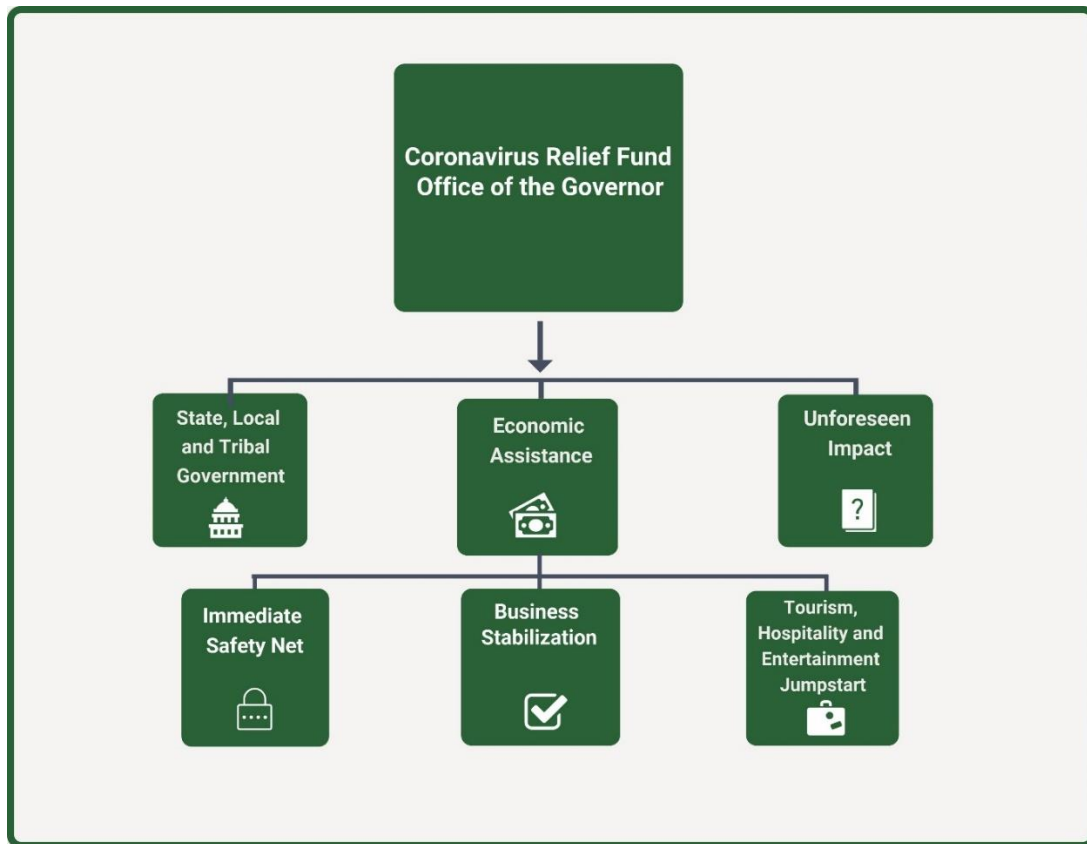 Coronavirus Relief Fund
Office of the Governor
State, Local
and Tribal
Government
Economic
Assistance
Unforeseen
Impact
?
Immediate
Safety Net
Business
Stabilization
Tourism,
Hospitality and
Entertainment
Jumpstart